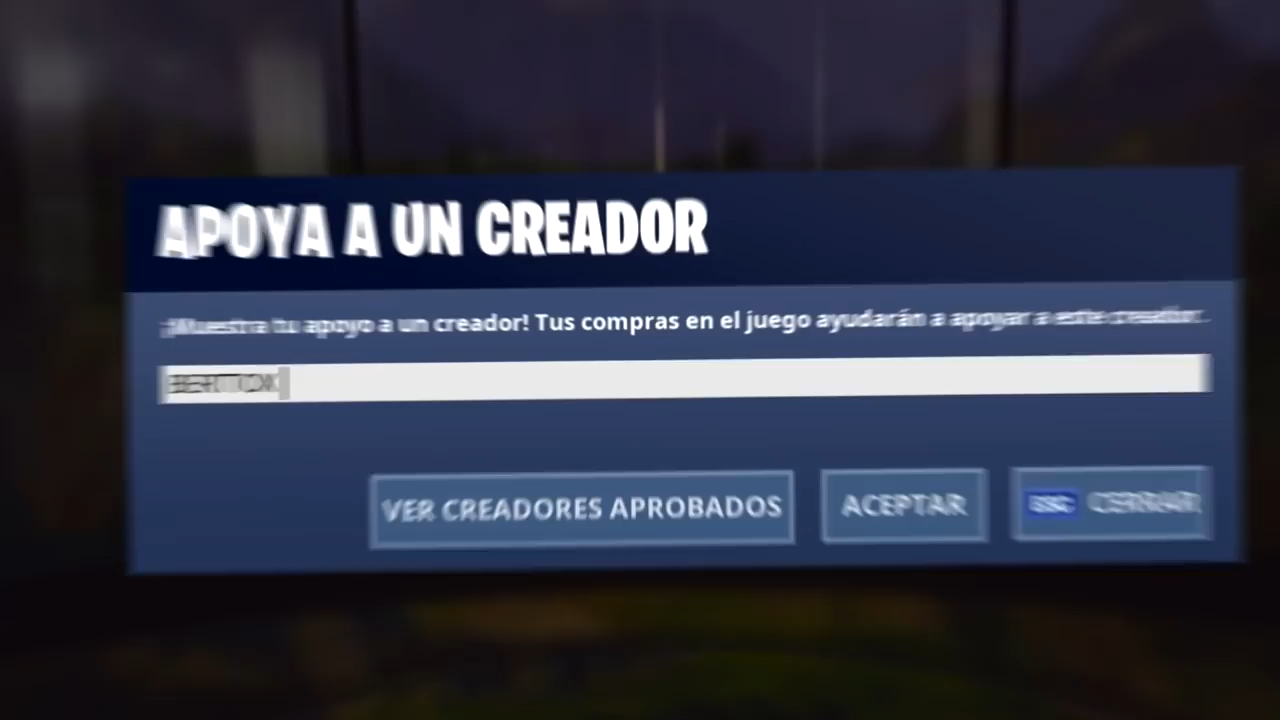 APOYA A UN CREADOR
¡Muestra tu apoyo a un creador! Tus compras en el juego ayudarán a apoyar a este creador.
VER CREADORES APROBADOS
ACEPTAR
ESC CERRAR